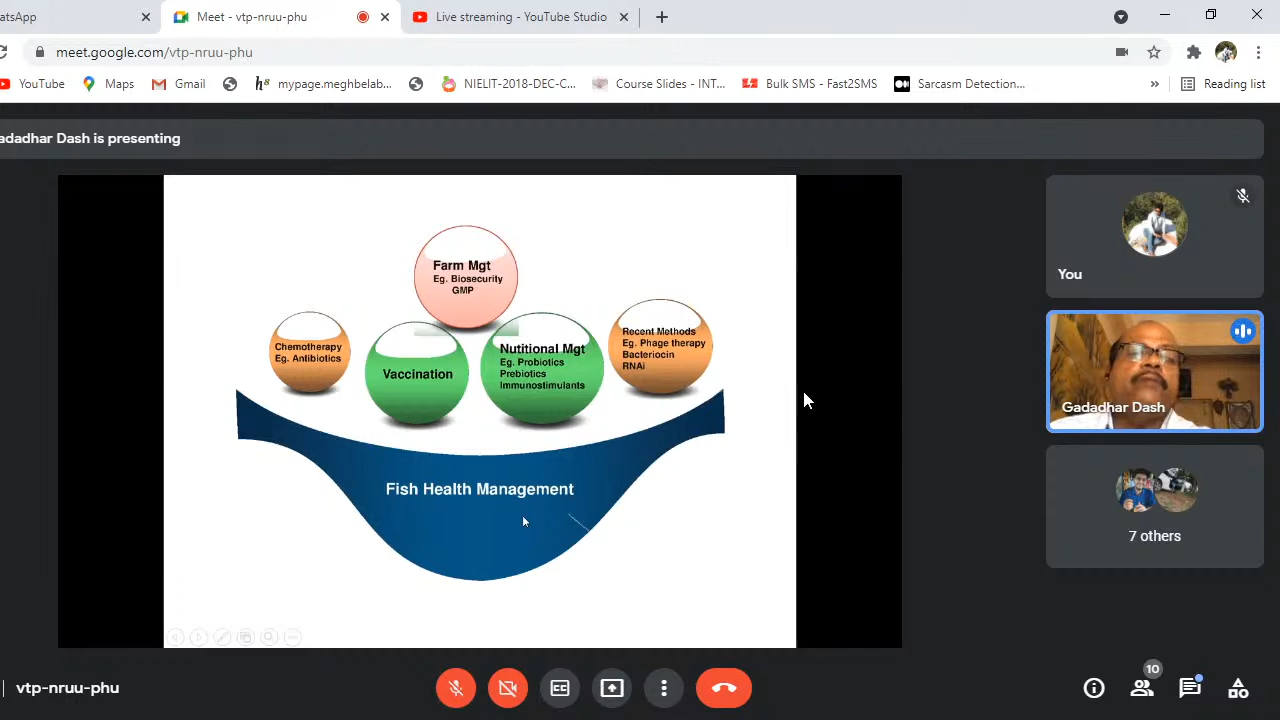 atsApp
Meet - vtp-nruu-phu
Live streaming - YouTube Studio
meet.google.com/vtp-nruu-phu
YouTube
Maps
Gmail
mypage.meghbelab...
NIELIT-2018-DEC-C...
Course Slides - INT...
Bulk SMS - Fast2SMS
Sarcasm Detection...
Reading list
adadhar Dash is presenting
Farm Mgt
Eg. Biosecurity
GMP
Chemotherapy
Eg. Antibiotics
Vaccination
Nutitional Mgt
Eg. Probiotics
Prebiotics
Immunostimulants
Recent Methods
Eg. Phage therapy
Bacteriocin
RNAi
Fish Health Management
You
Gadadhar Dash
7 others
vtp-nruu-phu
10